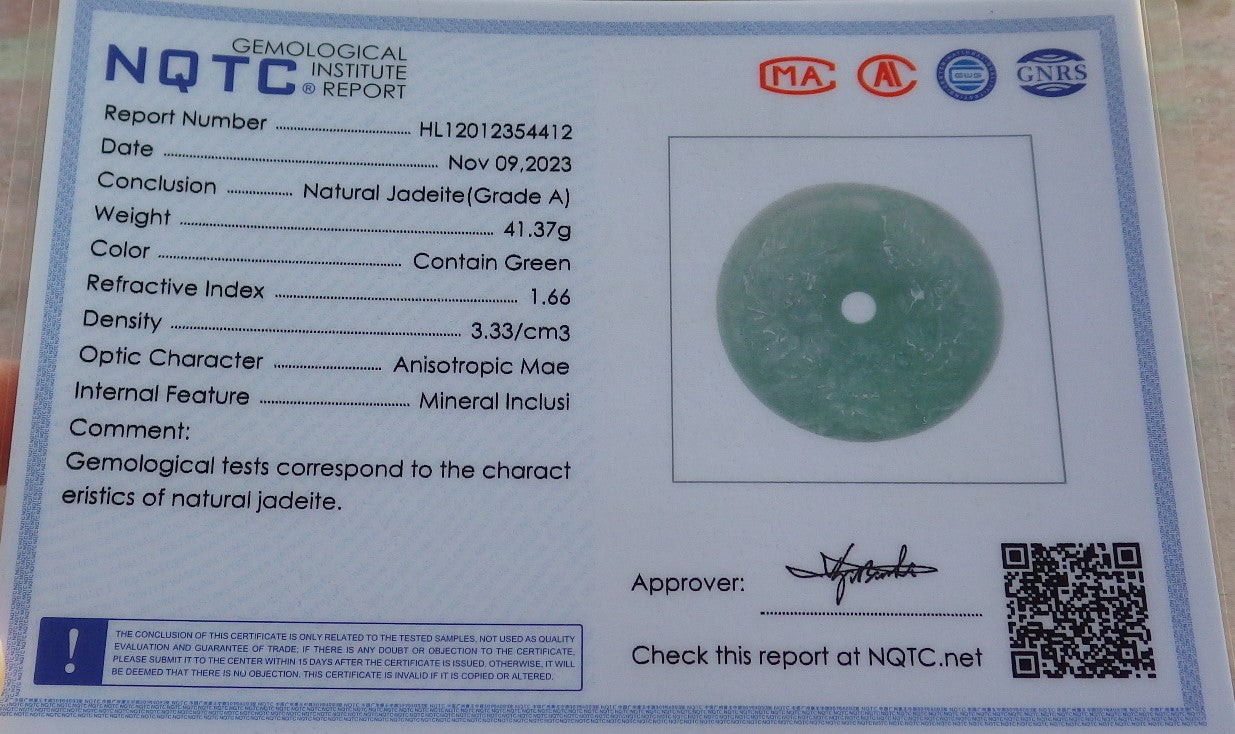 NQTC® GEMOLOGICAL
INSTITUTE
REPORT
Report Number HL12012354412
Date Nov 09,2023
Conclusion Natural Jadeite(Grade A)
Weight 41.37g
Color Contain Green
Refractive Index 1.66
Density 3.33/cm3
Optic Character Anisotropic Mae
Internal Feature Mineral Inclusi
Comment:
Gemological tests correspond to the charact
eristics of natural jadeite.
! THE CONCLUSION OF THIS CERTIFICATE IS ONLY RELATED TO THE TESTED SAMPLES, NOT USED AS QUALITY
EVALUATION AND GUARANTEE OF TRADE; IF THERE IS ANY DOUBT OR OBJECTION TO THE CERTIFICATE,
PLEASE SUBMIT IT TO THE CENTER WITHIN 15 DAYS AFTER THE CERTIFICATE IS ISSUED. OTHERWISE, IT WILL
BE DEEMED THAT THERE IS NO OBJECTION. THIS CERTIFICATE IS INVALID IF IT IS COPIED OR ALTERED.
MA
GWS
GNRS
Approver:
Check this report at NQTC.net